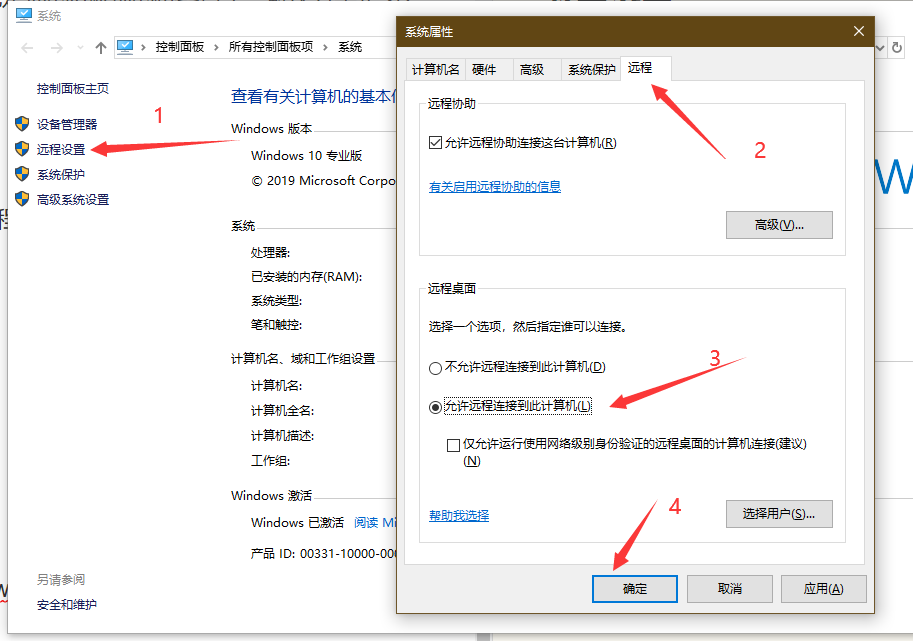 系统
控制面板 > 所有控制面板项 > 系统
控制面板主页
设备管理器
远程设置
系统保护
高级系统设置
另请参阅
安全和维护
1
查看有关计算机的基本
Windows 版本
Windows 10 专业版
© 2019 Microsoft Corpo
系统
处理器:
已安装的内存(RAM):
系统类型:
笔和触控:
计算机名、域和工作组设置
计算机名:
计算机全名:
计算机描述:
工作组:
Windows 激活
Windows 已激活 阅读 Mi
产品 ID: 00331-10000-00
系统属性
计算机名 硬件 高级 系统保护 远程
2
远程协助
允许远程协助连接这台计算机(R)
有关启用远程协助的信息
高级(V)...
远程桌面
选择一个选项，然后指定谁可以连接。
不允许远程连接到此计算机(D)
3
允许远程连接到此计算机(L)
仅允许运行使用网络级别身份验证的远程桌面的计算机连接(建议)
(N)
4
帮助我选择
选择用户(S)...
确定 取消 应用(A)
W